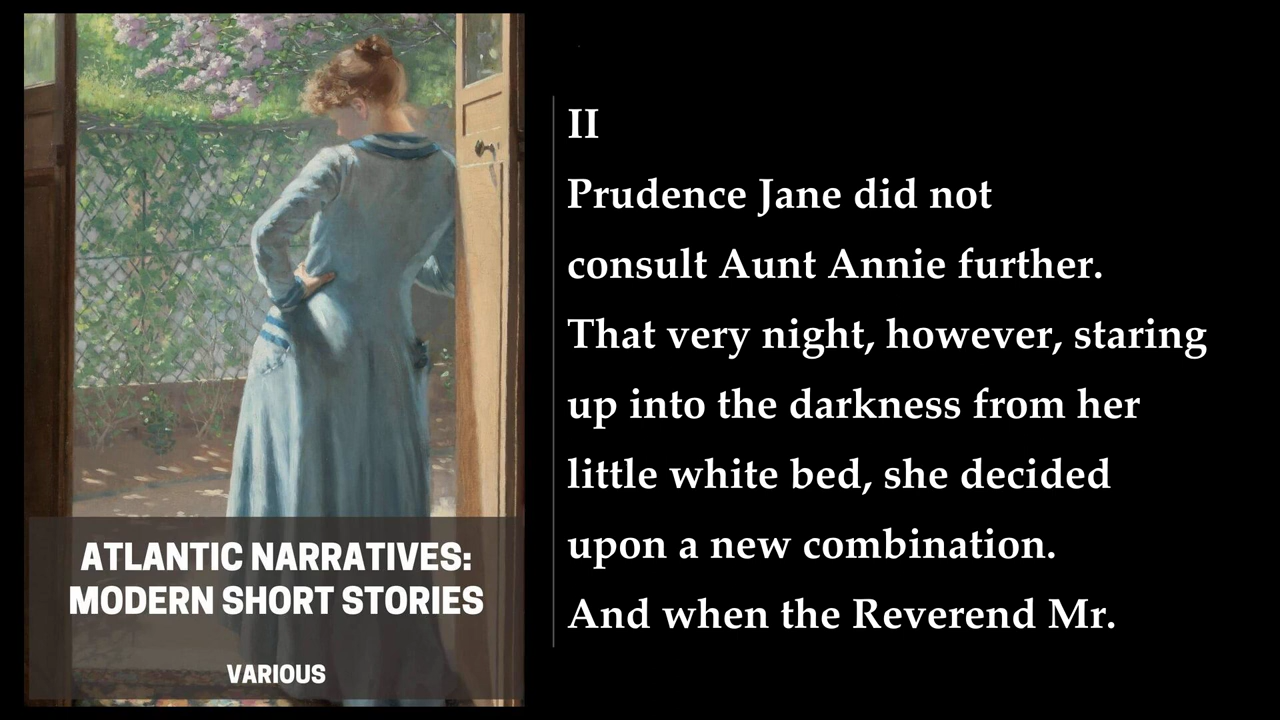 ATLANTIC NARRATIVES:
MODERN SHORT STORIES
VARIOUS
II
Prudence Jane did not
consult Aunt Annie further.
That very night, however, staring
up into the darkness from her
little white bed, she decided
upon a new combination.
And when the Reverend Mr.